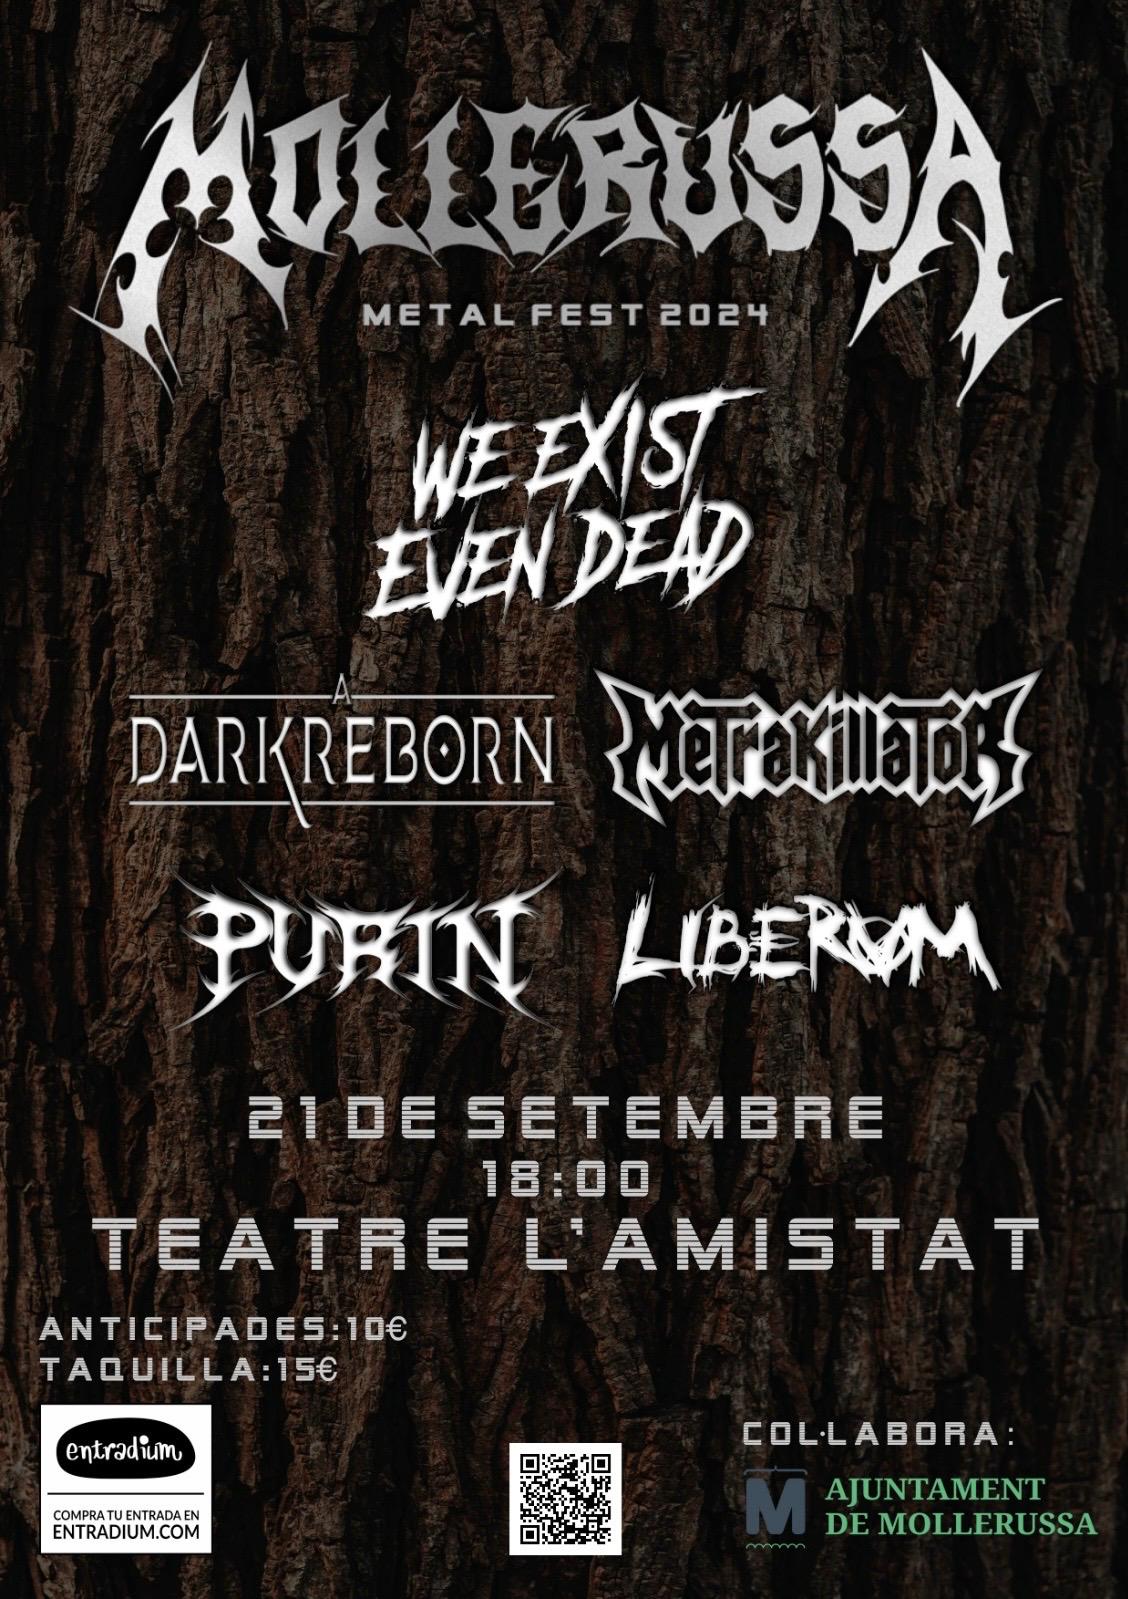 MOLLERUSSA
METAL FEST 2024
WE EXIST
EVEN DEAD
A
DARKREBORN
METRAKILLATOR
PURIN
LIBERAM
21 DE SETEMBRE
18:00
TEATRE L'AMISTAT
ANTICIPADES:10€
TAQUILLA:15€
entradium
COMPRA TU ENTRADA EN
ENTRADIUM.COM
COL·LABORA:
M AJUNTAMENT
DE MOLLERUSSA